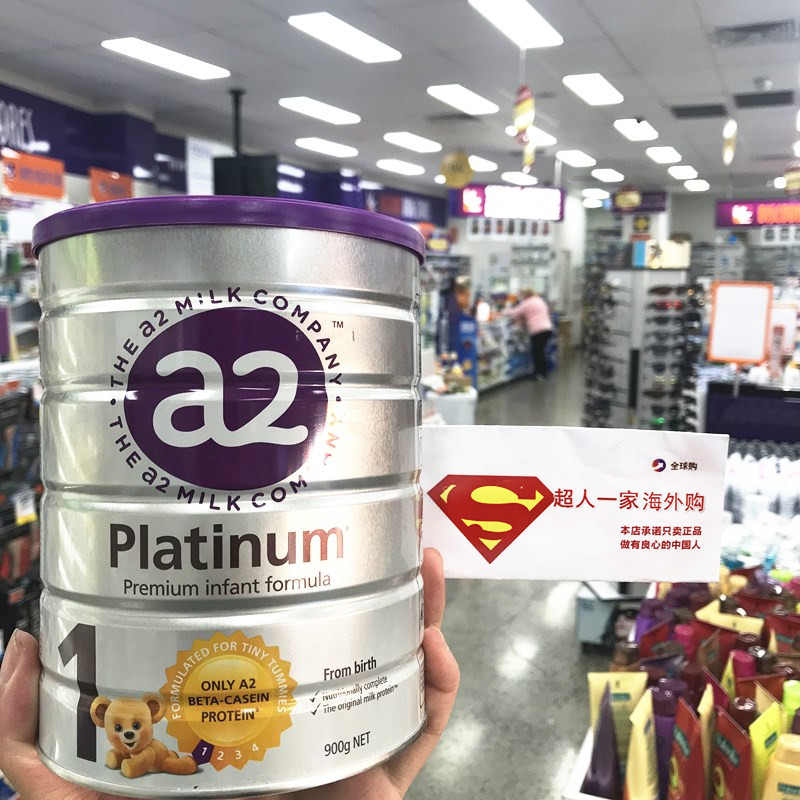 THE a2 MILK COMPANY
THE a2 MILK COM
TM
a2
Platinum
Premium infant formula
1
FORMULATED FOR TINY TUMMIES
ONLY A2
BETA-CASEIN
PROTEIN
1 2 3 4
From birth
✓ Nutritionally complete
✓ The original milk protein™
900g NET
全球购
超人一家海外购
本店承诺只卖正品
做有良心的中国人